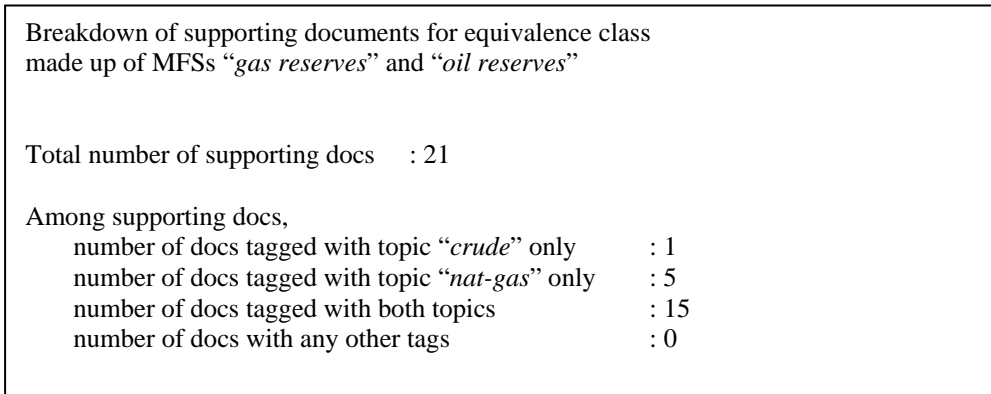 Breakdown of supporting documents for equivalence class
made up of MFSs “gas reserves” and “oil reserves”
Total number of supporting docs : 21
Among supporting docs,
number of docs tagged with topic “crude” only : 1
number of docs tagged with topic “nat-gas” only : 5
number of docs tagged with both topics : 15
number of docs with any other tags : 0